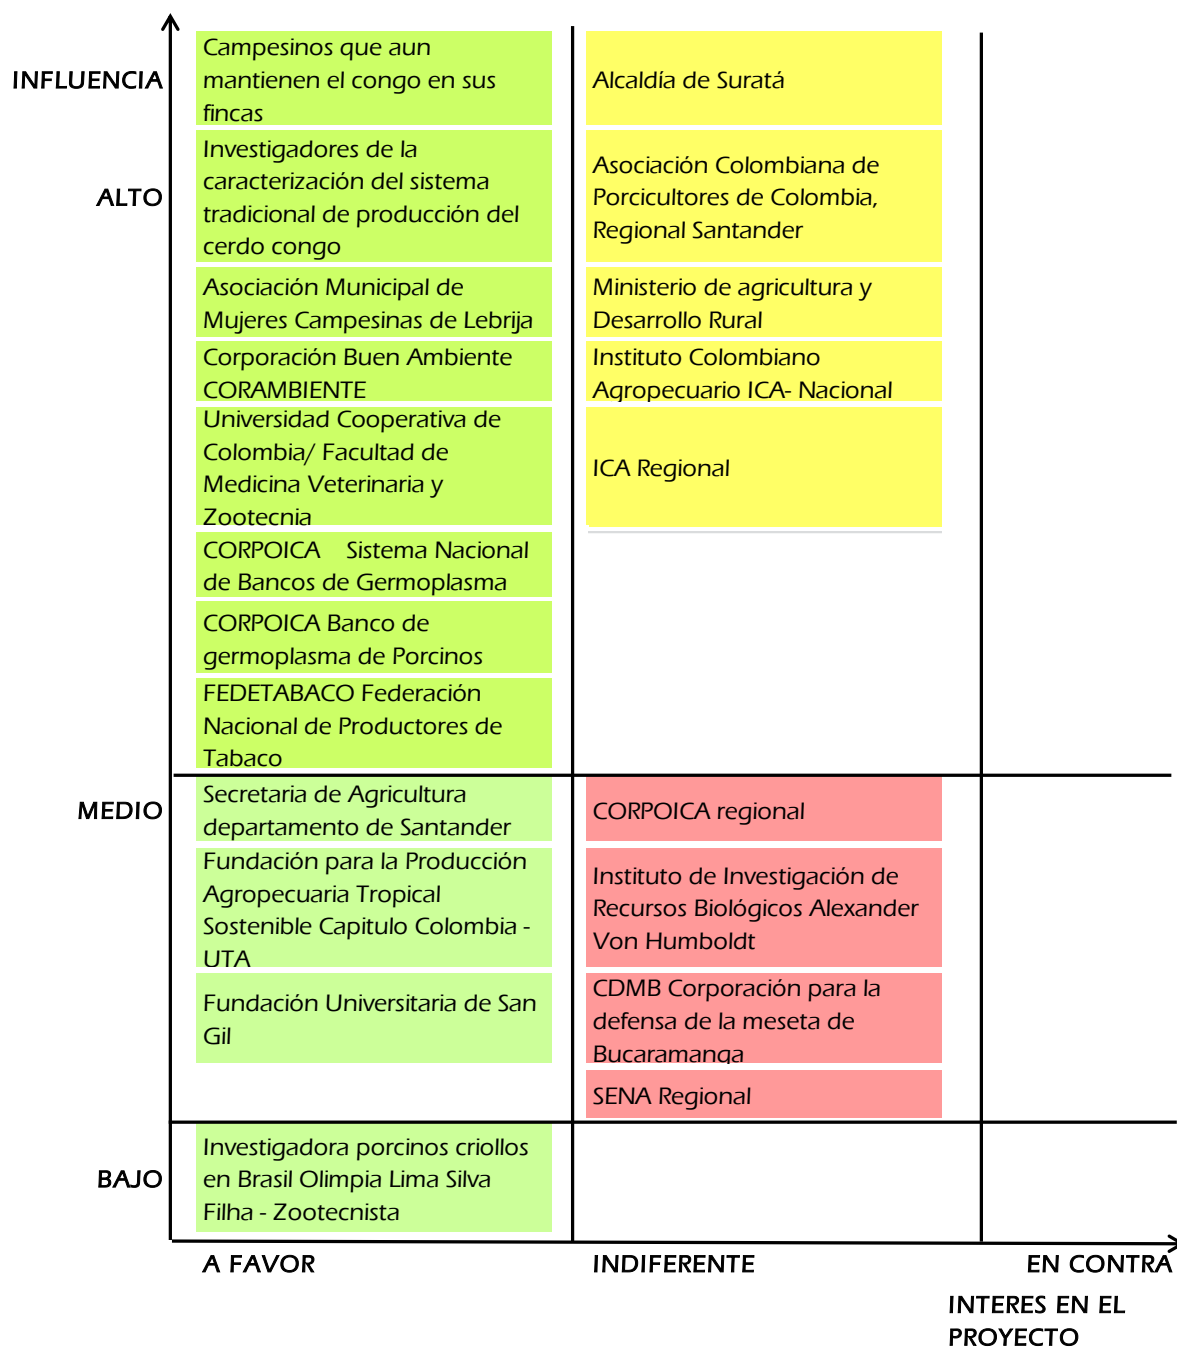 INFLUENCIA
Campesinos que aun
mantienen el congo en sus
fincas
Alcaldía de Suratá
ALTO
Investigadores de la
caracterización del sistema
tradicional de producción del
cerdo congo
Asociación Colombiana de
Porcicultores de Colombia,
Regional Santander
Asociación Municipal de
Mujeres Campesinas de Lebrija
Ministerio de agricultura y
Desarrollo Rural
Corporación Buen Ambiente
CORAMBIENTE
Instituto Colombiano
Agropecuario ICA- Nacional
Universidad Cooperativa de
Colombia/ Facultad de
Medicina Veterinaria y
Zootecnia
ICA Regional
CORPOICA Sistema Nacional
de Bancos de Germoplasma
CORPOICA Banco de
germoplasma de Porcinos
FEDETABACO Federación
Nacional de Productores de
Tabaco
MEDIO
Secretaria de Agricultura
departamento de Santander
CORPOICA regional
Fundación para la Producción
Agropecuaria Tropical
Sostenible Capitulo Colombia -
UTA
Instituto de Investigación de
Recursos Biológicos Alexander
Von Humboldt
Fundación Universitaria de San
Gil
CDMB Corporación para la
defensa de la meseta de
Bucaramanga
SENA Regional
BAJO
Investigadora porcinos criollos
en Brasil Olimpia Lima Silva
Filha - Zootecnista
A FAVOR
INDIFERENTE
EN CONTRA
INTERES EN EL
PROYECTO